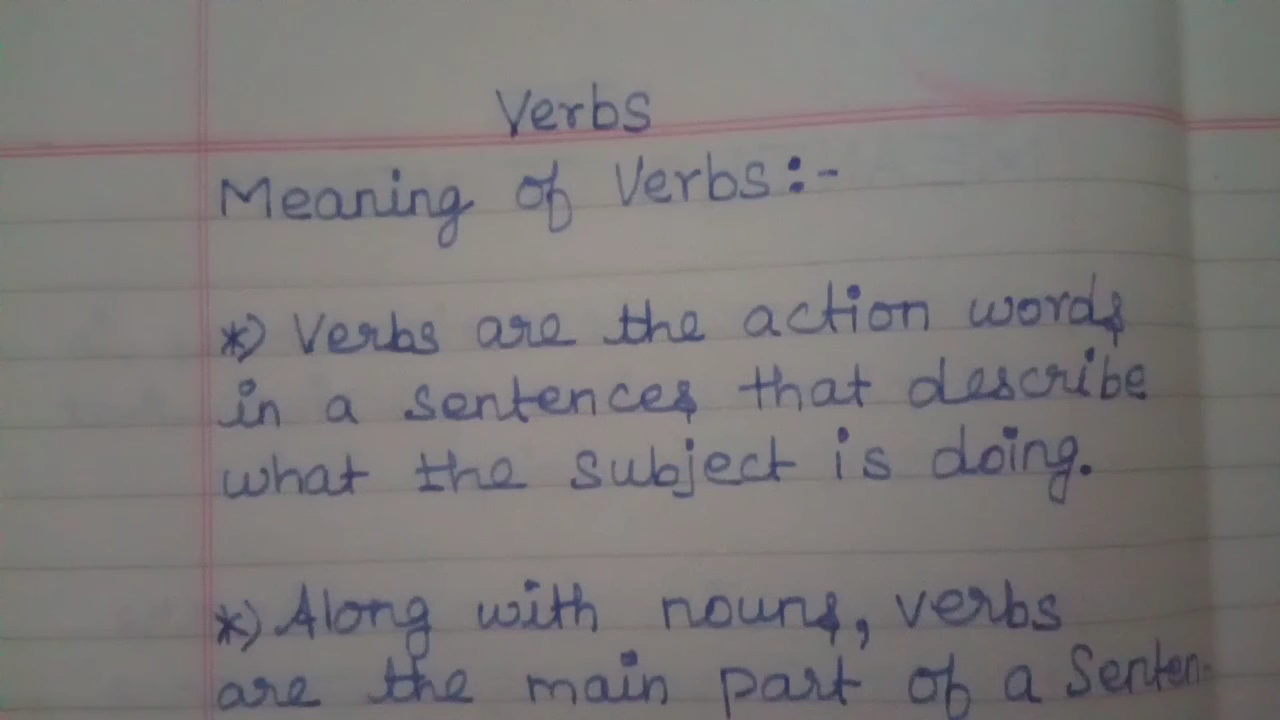 Verbs
Meaning of Verbs:-
*) Verbs are the action words
in a sentences that describe
what the subject is doing.
*) Along with nouns, verbs
are the main part of a Senten-